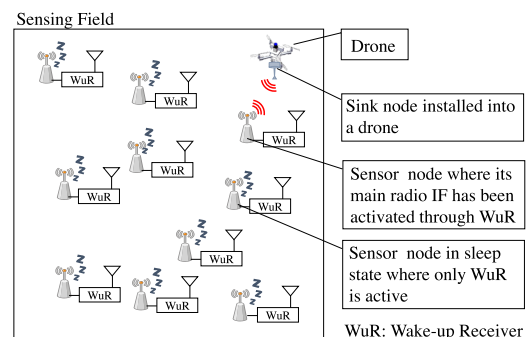 Sensing Field
Drone
Sink node installed into
a drone
Sensor node where its
main radio IF has been
activated through WuR
Sensor node in sleep
state where only WuR
is active
WuR: Wake-up Receiver
z z z
WuR
z z z
WuR
WuR
z z z
WuR
z z z
WuR
z z z
WuR
z z z
WuR
z z z
WuR
z z z
WuR
z z z
WuR